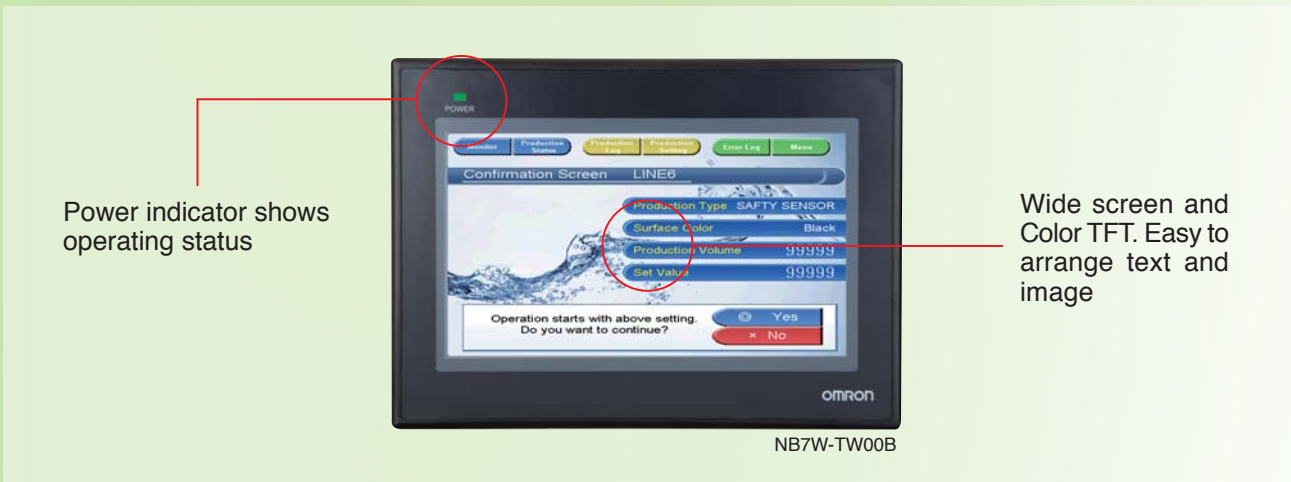 POWER
Monitor Production Status Production Log Production Setting Error Log Menu
Confirmation Screen LINE6
Production Type SAFTY SENSOR
Surface Color Black
Production Volume 99999
Set Value 99999
Operation starts with above setting.
Do you want to continue?
◎ Yes
× No
OMRON
NB7W-TW00B
Power indicator shows
operating status
Wide screen and
Color TFT. Easy to
arrange text and
image